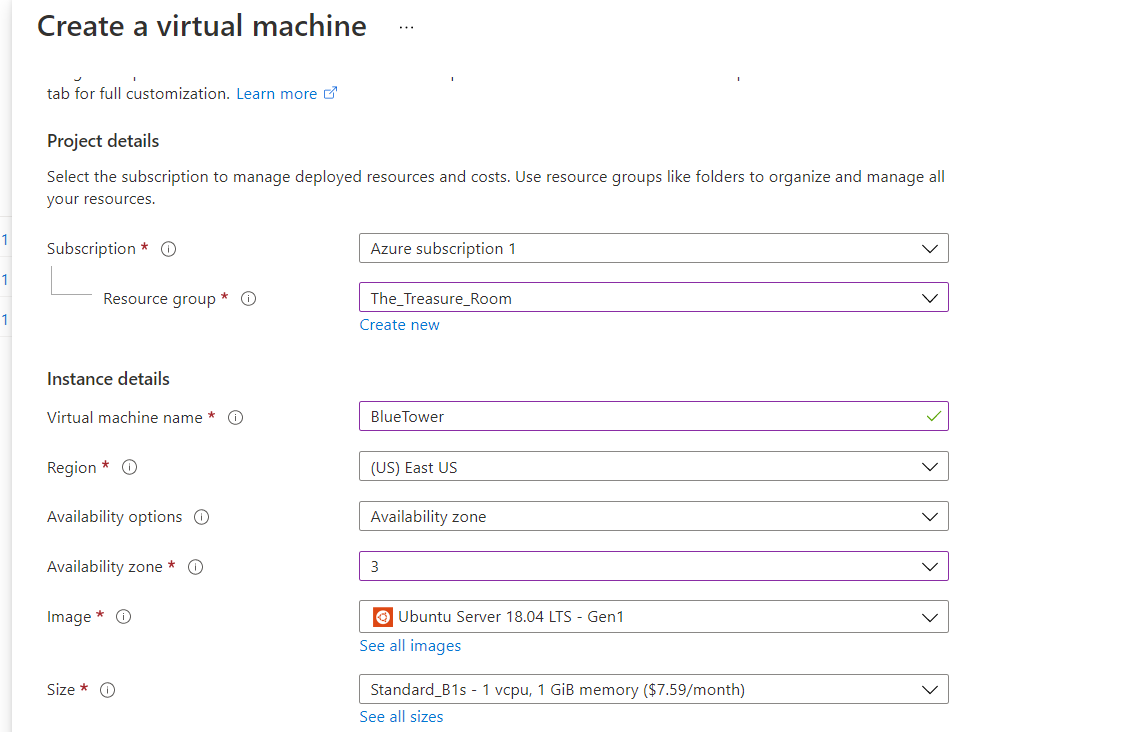 Create a virtual machine ...
tab for full customization. Learn more
Project details
Select the subscription to manage deployed resources and costs. Use resource groups like folders to organize and manage all
your resources.
1
Subscription *
Azure subscription 1
1
Resource group *
The_Treasure_Room
1
Create new
Instance details
Virtual machine name *
BlueTower
Region *
(US) East US
Availability options
Availability zone
Availability zone *
3
Image *
Ubuntu Server 18.04 LTS - Gen1
See all images
Size *
Standard_B1s - 1 vcpu, 1 GiB memory ($7.59/month)
See all sizes